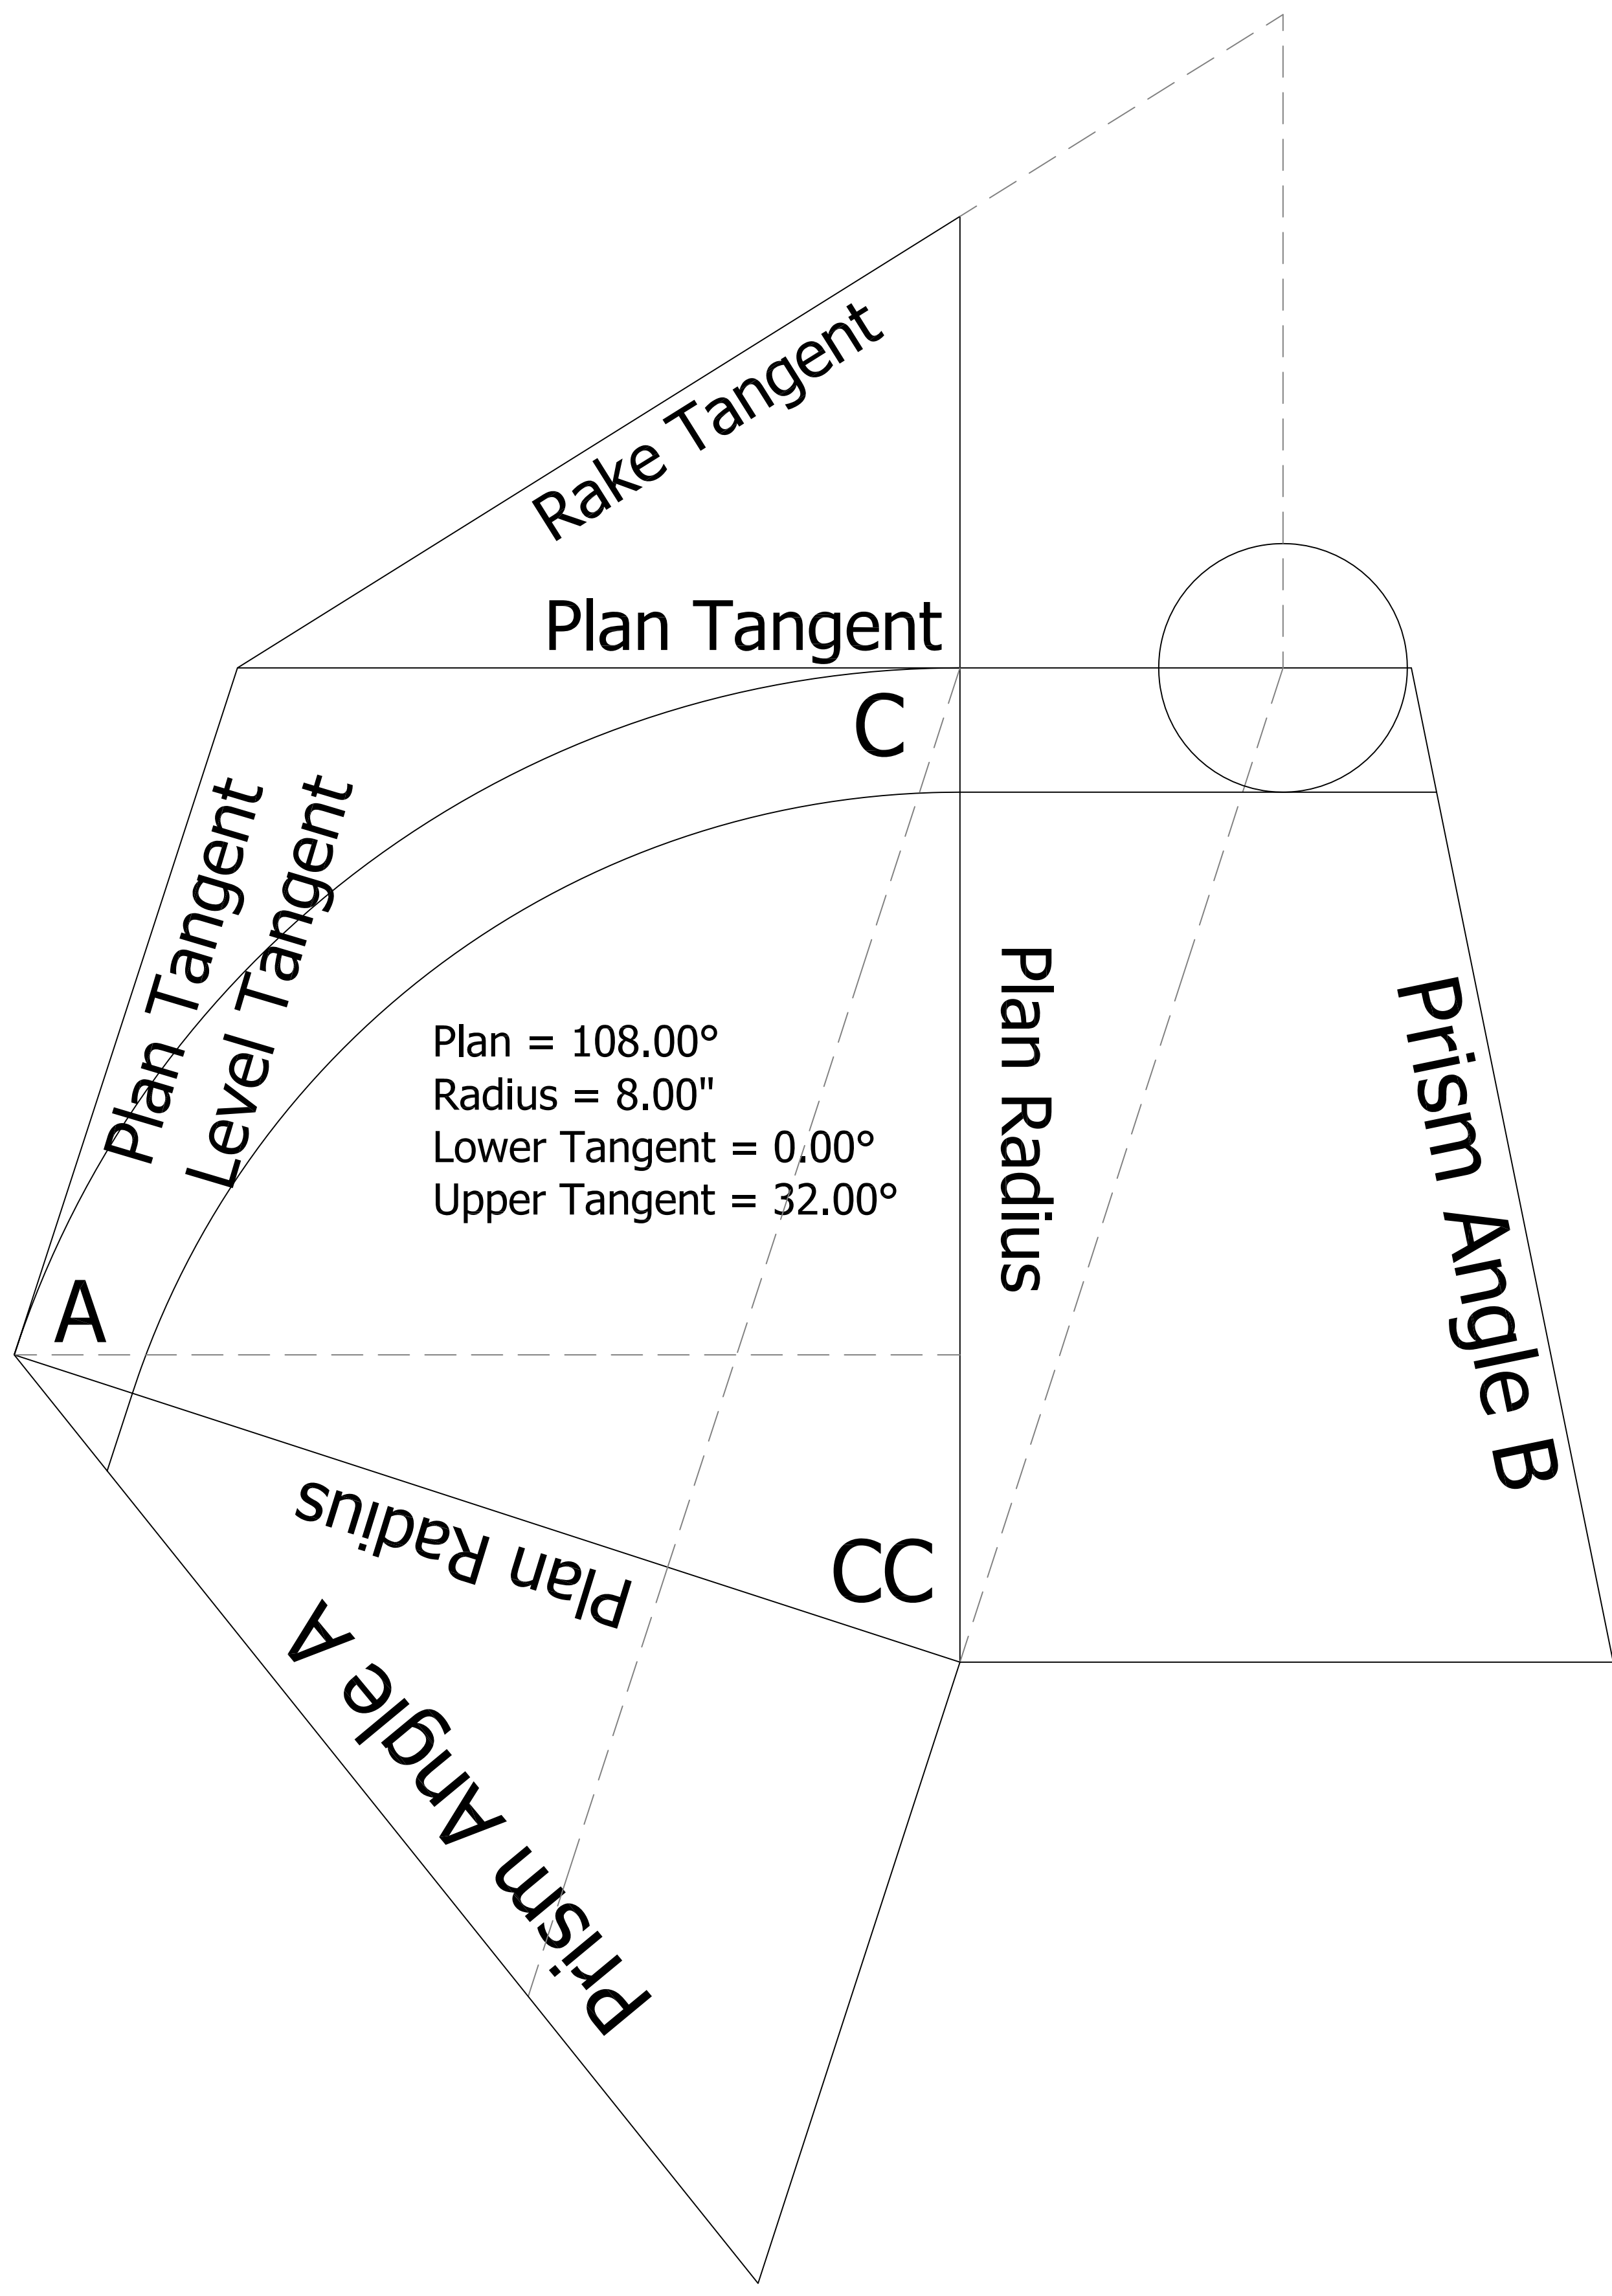 Rake Tangent
Plan Tangent
C
Plan Tangent
Level Tangent
Plan = 108.00°
Radius = 8.00"
Lower Tangent = 0.00°
Upper Tangent = 32.00°
Plan Radius
Prism Angle B
A
Plan Radius
CC
Prism Angle A